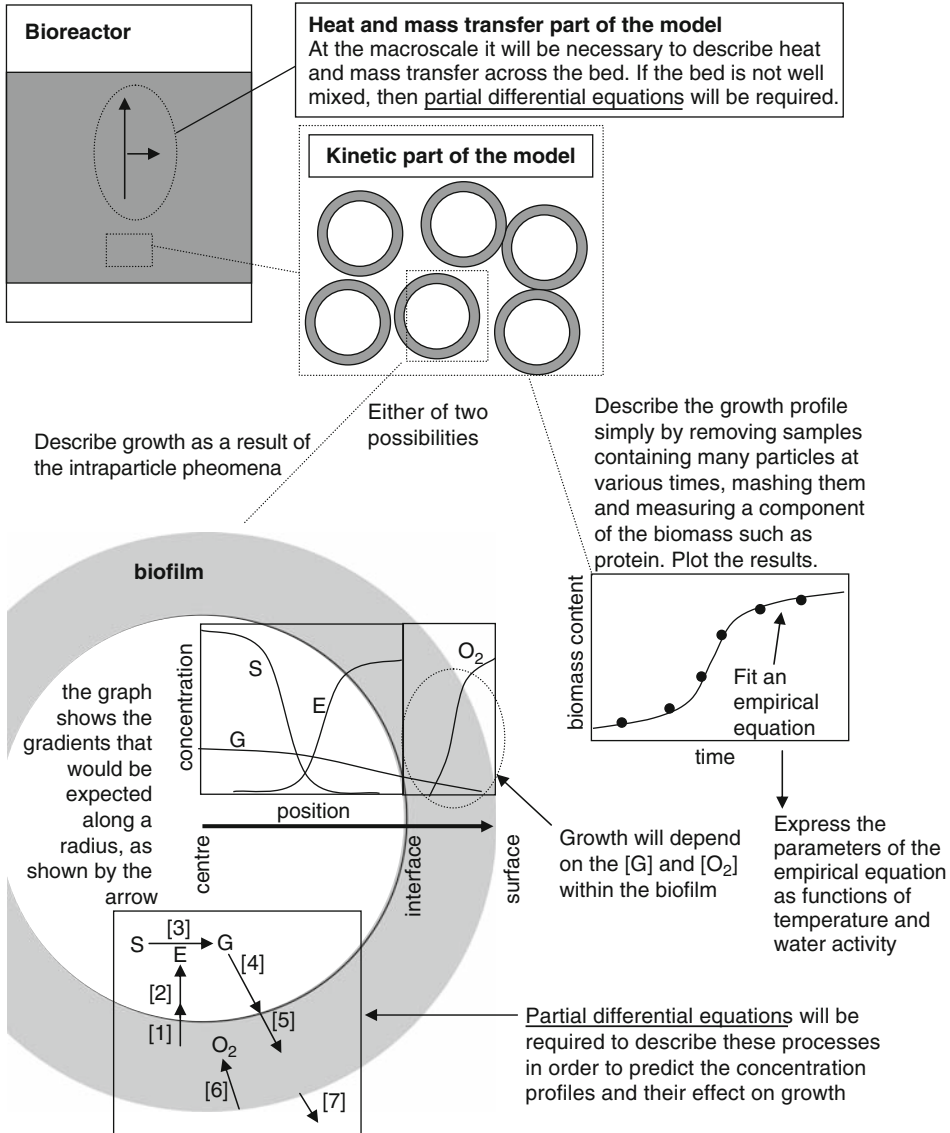 Bioreactor
Heat and mass transfer part of the model
At the macroscale it will be necessary to describe heat
and mass transfer across the bed. If the bed is not well
mixed, then partial differential equations will be required.
Kinetic part of the model
Either of two
possibilities
Describe growth as a result of
the intraparticle pheomena
Describe the growth profile
simply by removing samples
containing many particles at
various times, mashing them
and measuring a component
of the biomass such as
protein. Plot the results.
biomass content
Fit an
empirical
equation
time
Express the
parameters of the
empirical equation
as functions of
temperature and
water activity
biofilm
the graph
shows the
gradients that
would be
expected
along a
radius, as
shown by the
arrow
concentration
S
E
G
O2
position
centre
interface
surface
Growth will depend
on the [G] and [O2]
within the biofilm
S
[3]
G
E
[4]
[2]
[1]
[5]
O2
[6]
[7]
Partial differential equations will be
required to describe these processes
in order to predict the concentration
profiles and their effect on growth